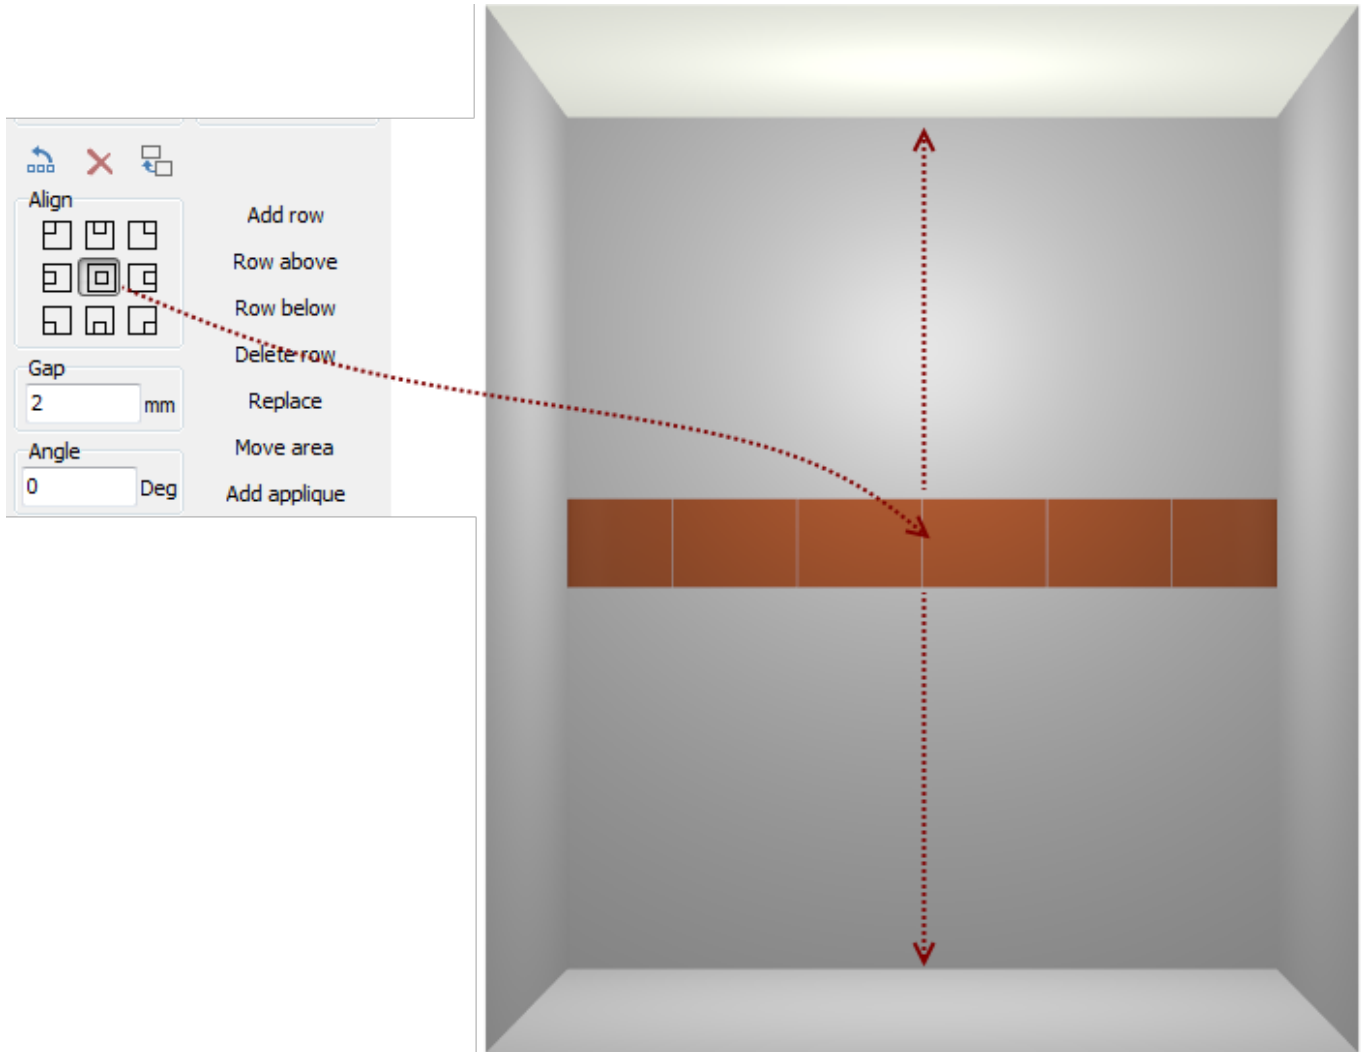 Align
Add row
Row above
Row below
Delete row
Gap
2 mm
Replace
Move area
Angle
0 Deg
Add applique